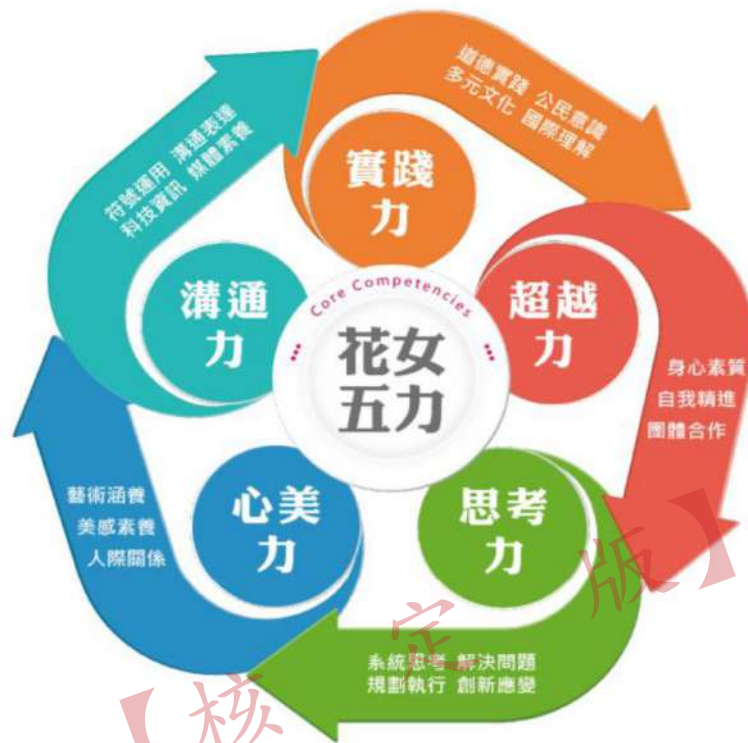 Core Competencies
花女
五力
實踐
力
道德實踐 公民意識
多元文化 國際理解
超越
力
身心素質
自我精進
團體合作
思考
力
系統思考 解決問題
規劃執行 創新應變
心美
力
藝術涵養
美感素養
人際關係
溝通
力
符號運用 溝通表達
科技資訊 媒體素養
【核定版】